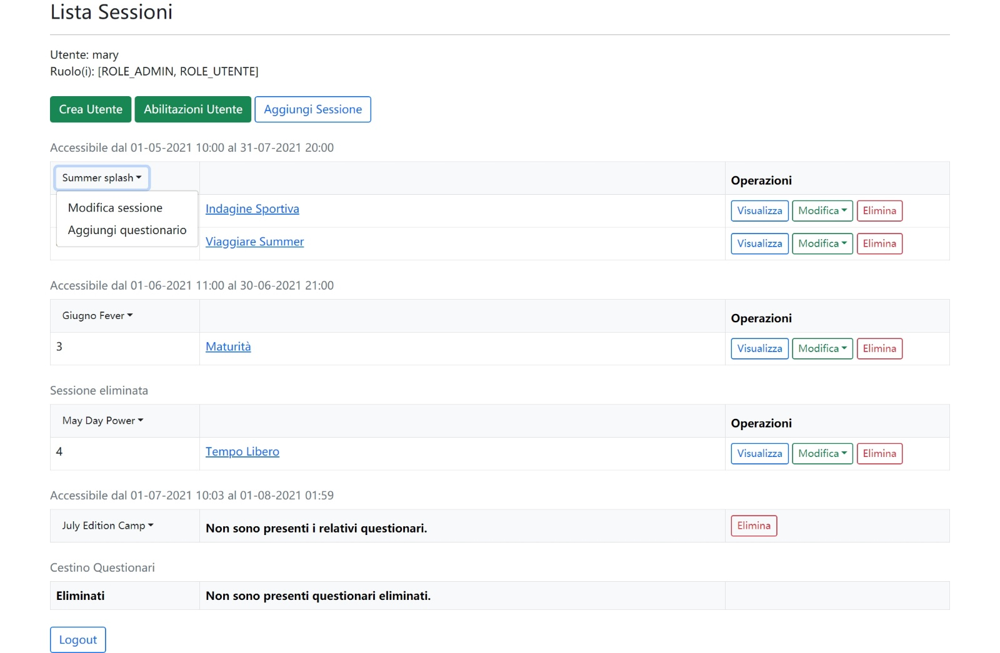 Lista Sessioni
Utente: mary
Ruolo(i): [ROLE_ADMIN, ROLE_UTENTE]
Crea Utente Abilitazioni Utente Aggiungi Sessione
Accessibile dal 01-05-2021 10:00 al 31-07-2021 20:00
Summer splash Operazioni
Modifica sessione
Aggiungi questionario
Indagine Sportiva Visualizza Modifica Elimina
Viaggiare Summer Visualizza Modifica Elimina
Accessibile dal 01-06-2021 11:00 al 30-06-2021 21:00
Giugno Fever Operazioni
3 Maturità Visualizza Modifica Elimina
Sessione eliminata
May Day Power Operazioni
4 Tempo Libero Visualizza Modifica Elimina
Accessibile dal 01-07-2021 10:03 al 01-08-2021 01:59
July Edition Camp Non sono presenti i relativi questionari. Elimina
Cestino Questionari
Eliminati Non sono presenti questionari eliminati.
Logout